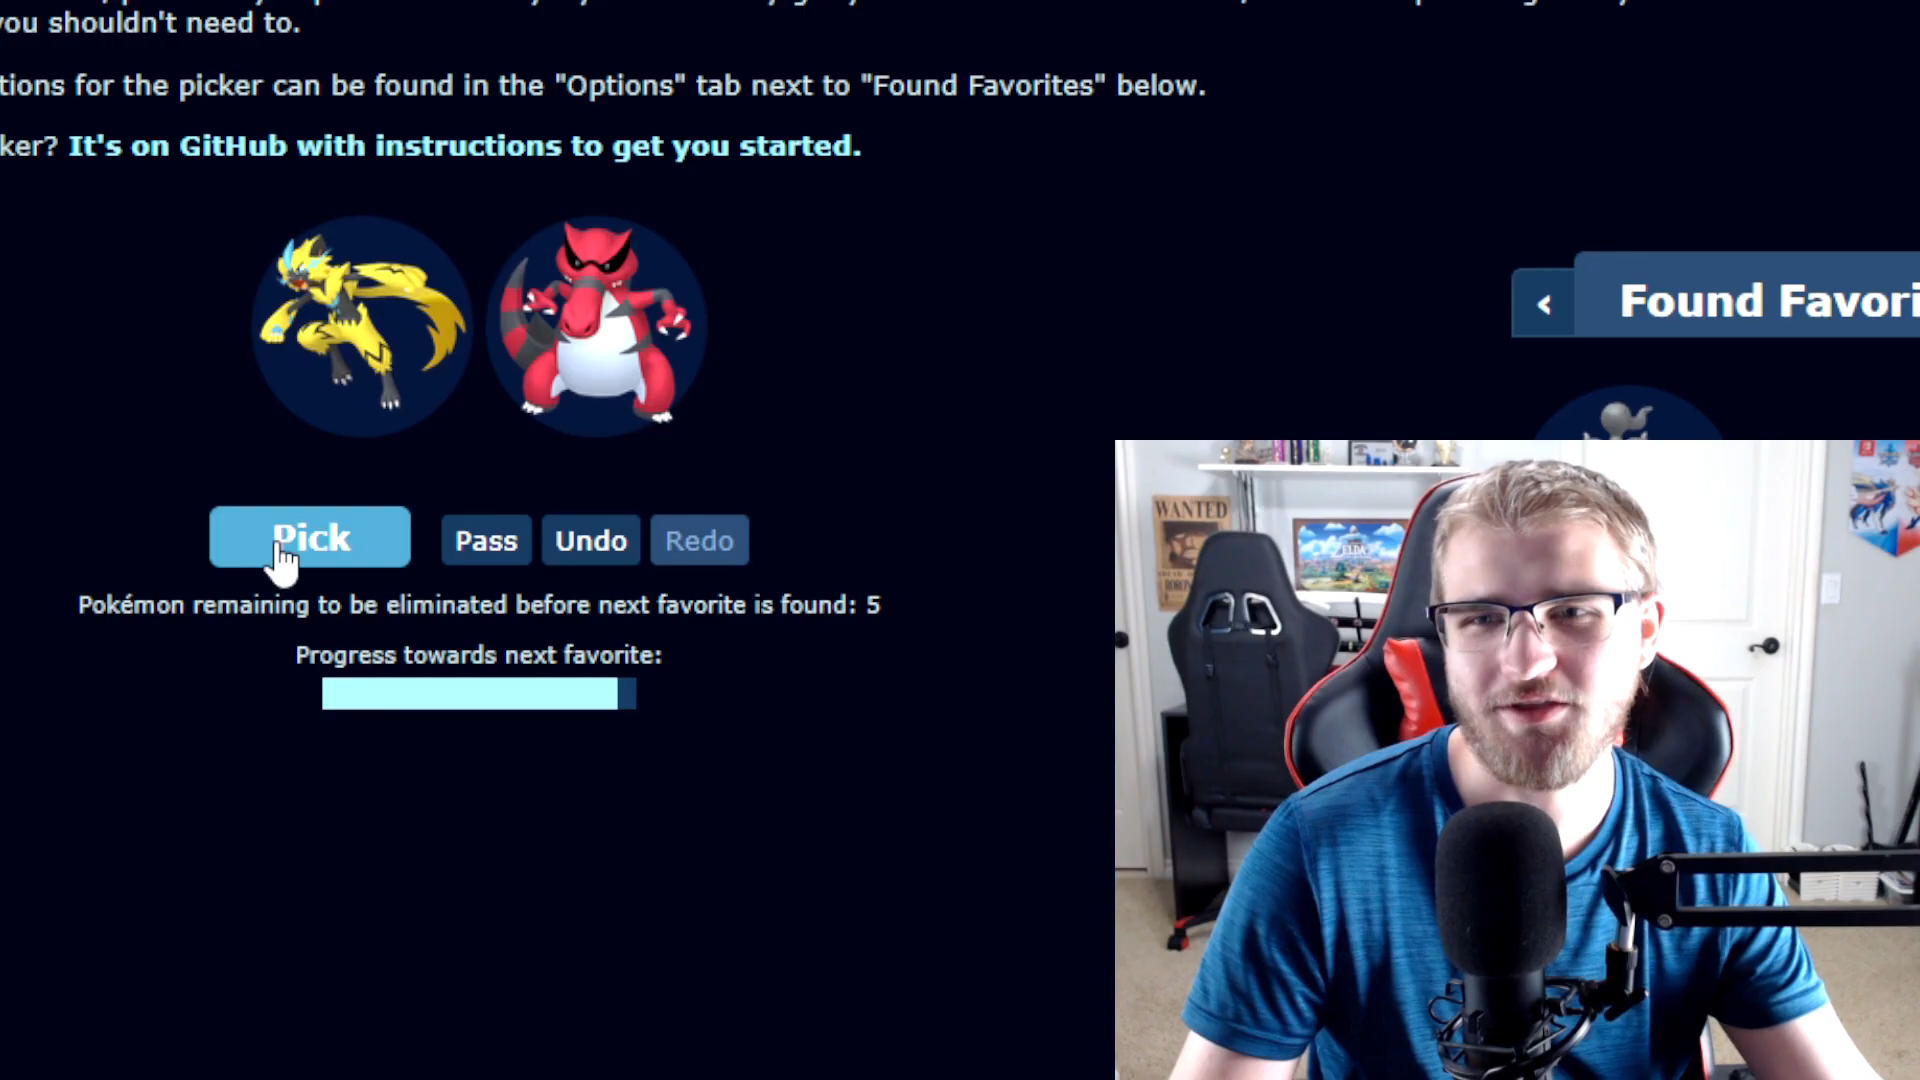 you shouldn't need to.
tions for the picker can be found in the "Options" tab next to "Found Favorites" below.
ker? It's on GitHub with instructions to get you started.
‹ Found Favori
Pick Pass Undo Redo
Pokémon remaining to be eliminated before next favorite is found: 5
Progress towards next favorite:
WANTED
ZELDA